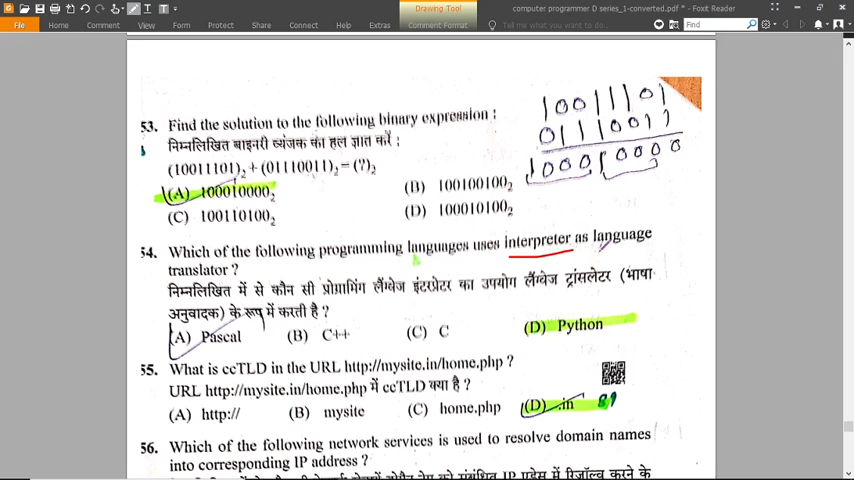 Drawing Tool
computer programmer D series_1-converted.pdf * - Foxit Reader
File Home Comment View Form Protect Share Connect Help Extras Comment Format Tell me what you want to do... Find
53. Find the solution to the following binary expression :
निम्नलिखित बाइनरी व्यंजक का हल ज्ञात करें :
(10011101)₂ + (01110011)₂ = (?)₂
(A) 100010000₂ (B) 100100100₂
(C) 100110100₂ (D) 100010100₂
10011101
01110011
100010000
54. Which of the following programming languages uses interpreter as language
translator ?
निम्नलिखित में से कौन सी प्रोग्रामिंग लैंग्वेज इंटरप्रेटर का उपयोग लैंग्वेज ट्रांसलेटर (भाषा
अनुवादक) के रूप में करती है ?
(A) Pascal (B) C++ (C) C (D) Python
55. What is ccTLD in the URL http://mysite.in/home.php ?
URL http://mysite.in/home.php में ccTLD क्या है ?
(A) http:// (B) mysite (C) home.php (D) .in
56. Which of the following network services is used to resolve domain names
into corresponding IP address ?